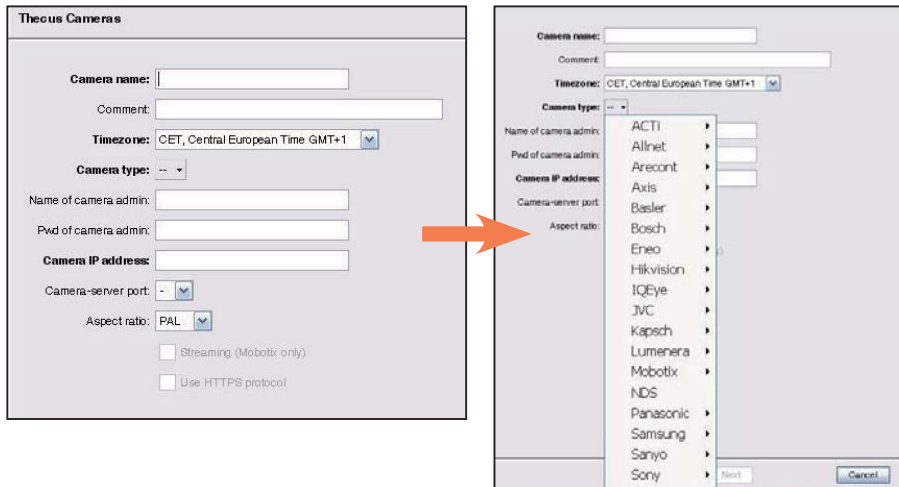 Thecus Cameras
Camera name:
Comment:
Timezone: CET, Central European Time GMT+1
Camera type: --
Name of camera admin:
Pwd of camera admin:
Camera IP address:
Camera-server port: -
Aspect ratio: PAL
Streaming (Mobotix only)
Use HTTPS protocol
Camera name:
Comment:
Timezone: CET, Central European Time GMT+1
Camera type: --
Name of camera admin:
Pwd of camera admin:
Camera IP address:
Camera-server port:
Aspect ratio:
ACTi
Allnet
Arecont
Axis
Basler
Bosch
Eneo
Hikvision
IQEye
JVC
Kapsch
Lumenera
Mobotix
NDS
Panasonic
Samsung
Sanyo
Sony
Next
Cancel